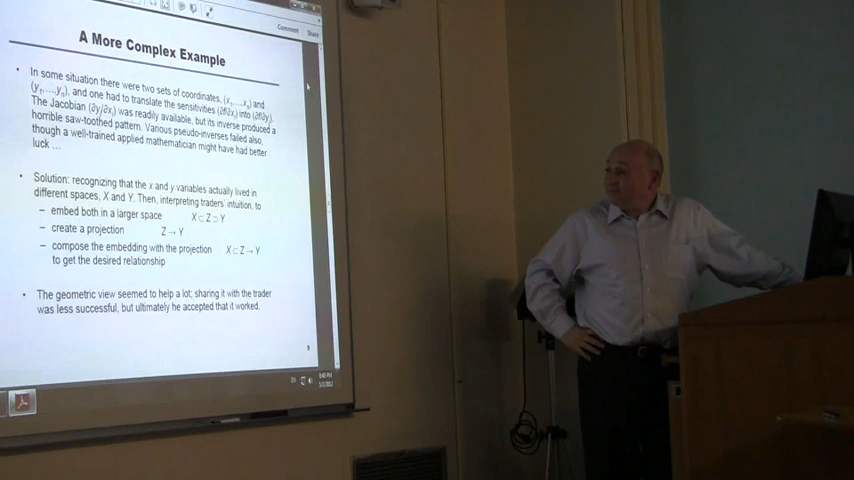 Comment Share
A More Complex Example
• In some situation there were two sets of coordinates, (x₁,...,xₙ) and
(y₁,...,yₙ), and one had to translate the sensitivities (∂f/∂xᵢ) into (∂f/∂yⱼ).
The Jacobian (∂yⱼ/∂xᵢ) was readily available, but its inverse produced a
horrible saw-toothed pattern. Various pseudo-inverses failed also,
though a well-trained applied mathematician might have had better
luck …
• Solution: recognizing that the x and y variables actually lived in
different spaces, X and Y. Then, interpreting traders' intuition, to
– embed both in a larger space X ⊂ Z ⊃ Y
– create a projection Z → Y
– compose the embedding with the projection X ⊂ Z → Y
to get the desired relationship
• The geometric view seemed to help a lot; sharing it with the trader
was less successful, but ultimately he accepted that it worked.
EN